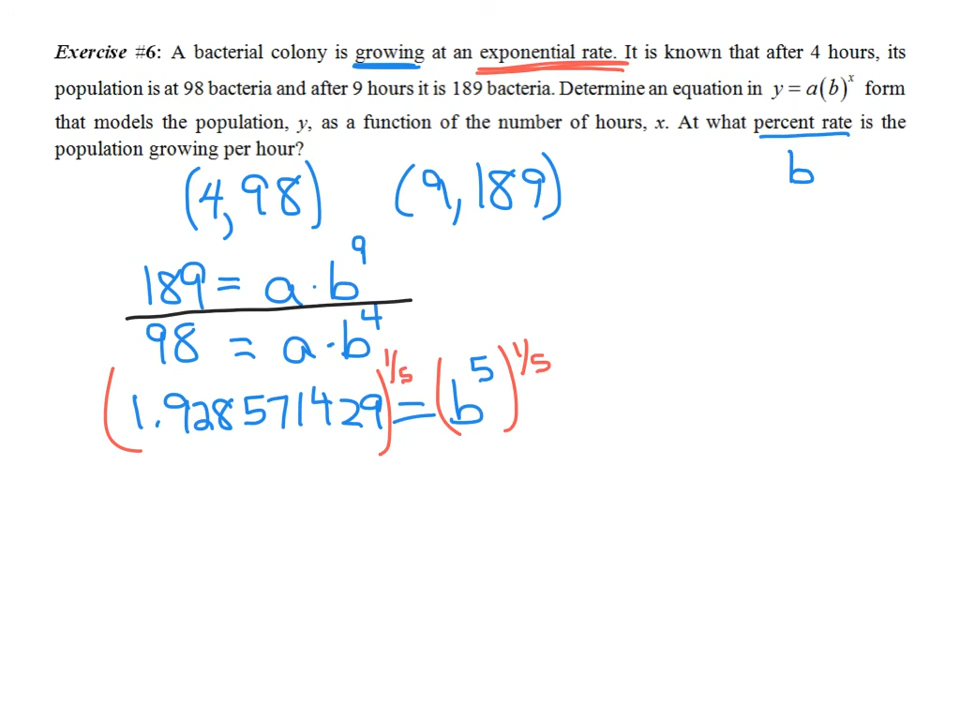 Exercise #6: A bacterial colony is growing at an exponential rate. It is known that after 4 hours, its
population is at 98 bacteria and after 9 hours it is 189 bacteria. Determine an equation in y = a(b)^x form
that models the population, y, as a function of the number of hours, x. At what percent rate is the
population growing per hour?
b
(4,98) (9,189)
189 = a·b^9
98 = a·b^4
(1.928571429)^1/5 = (b^5)^1/5